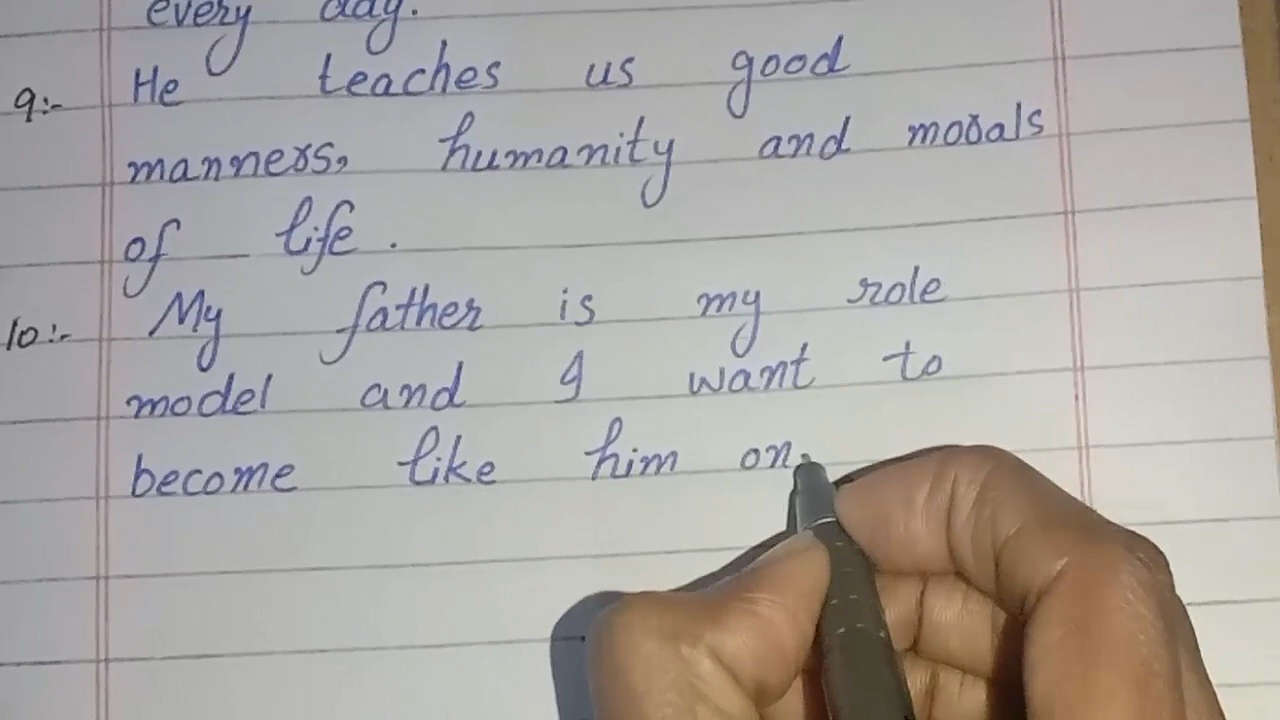 every day.
9:- He teaches us good
manners, humanity and morals
of life.
10:- My father is my role
model and I want to
become like him on